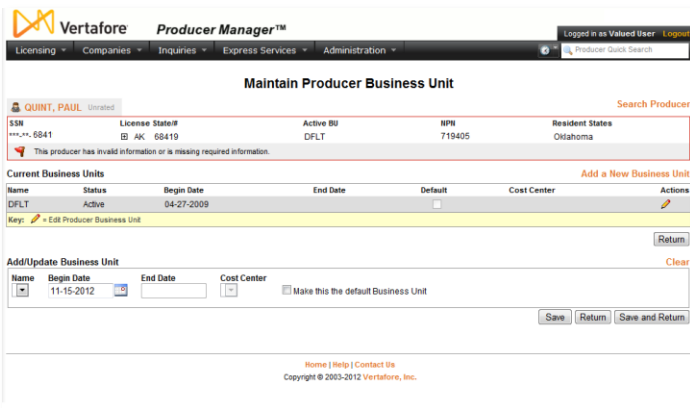 Vertafore Producer Manager™
Logged in as Valued User Logout
Licensing Companies Inquiries Express Services Administration Producer Quick Search
Maintain Producer Business Unit
QUINT, PAUL Unrated Search Producer
SSN License State/# Active BU NPN Resident States
***-**-6841 AK 68419 DFLT 719405 Oklahoma
This producer has invalid information or is missing required information.
Current Business Units Add a New Business Unit
Name Status Begin Date End Date Default Cost Center Actions
DFLT Active 04-27-2009
Key: = Edit Producer Business Unit
Return
Add/Update Business Unit Clear
Name Begin Date End Date Cost Center
11-15-2012 Make this the default Business Unit
Save Return Save and Return
Home | Help | Contact Us
Copyright © 2003-2012 Vertafore, Inc.